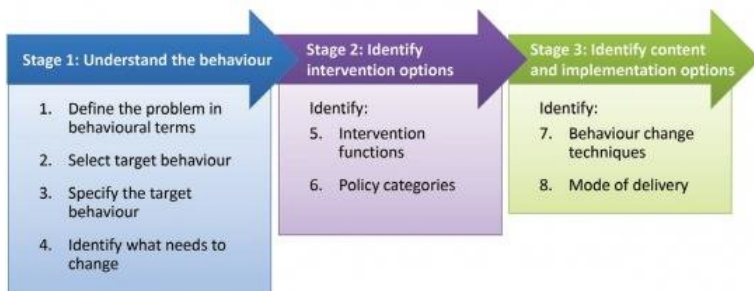 Stage 1: Understand the behaviour
1. Define the problem in
behavioural terms
2. Select target behaviour
3. Specify the target
behaviour
4. Identify what needs to
change
Stage 2: Identify
intervention options
Identify:
5. Intervention
functions
6. Policy categories
Stage 3: Identify content
and implementation options
Identify:
7. Behaviour change
techniques
8. Mode of delivery